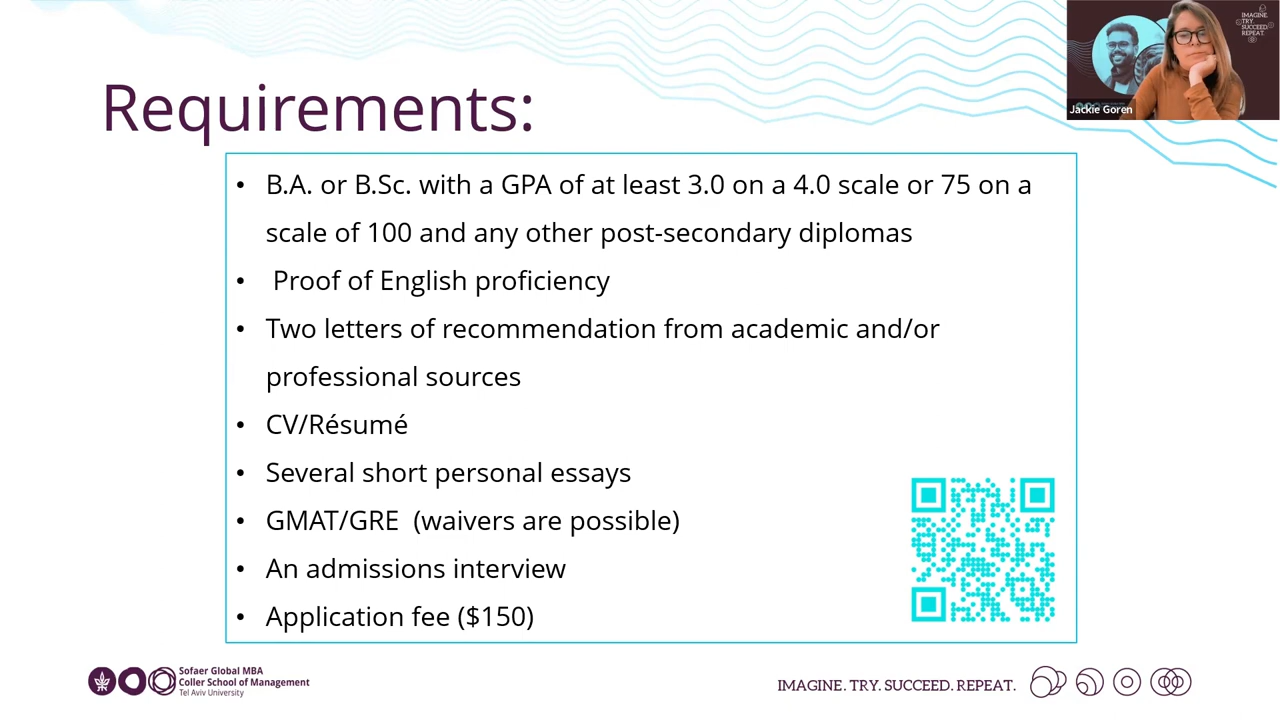 IMAGINE.
TRY.
SUCCEED.
REPEAT.
Jackie Goren
Requirements:
• B.A. or B.Sc. with a GPA of at least 3.0 on a 4.0 scale or 75 on a
scale of 100 and any other post-secondary diplomas
• Proof of English proficiency
• Two letters of recommendation from academic and/or
professional sources
• CV/Résumé
• Several short personal essays
• GMAT/GRE  (waivers are possible)
• An admissions interview
• Application fee ($150)
Sofaer Global MBA
Coller School of Management
Tel Aviv University
IMAGINE. TRY. SUCCEED. REPEAT.